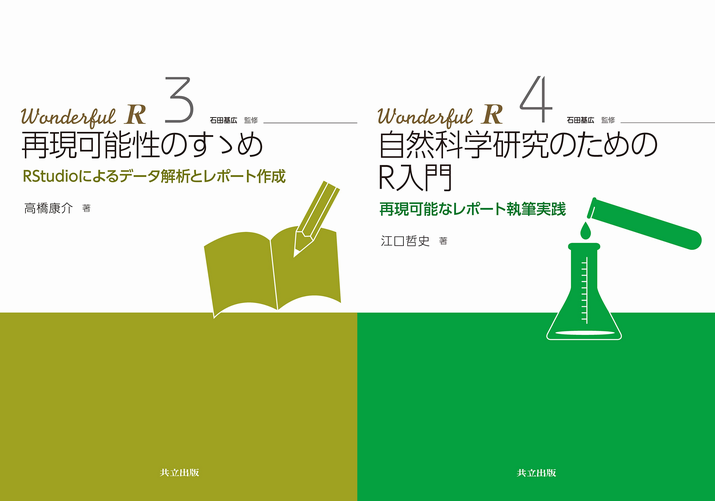 Wonderful R 3 石田基広 監修
再現可能性のすゝめ
RStudioによるデータ解析とレポート作成
高橋康介 著
共立出版
Wonderful R 4 石田基広 監修
自然科学研究のための
R入門
再現可能なレポート執筆実践
江口哲史 著
共立出版